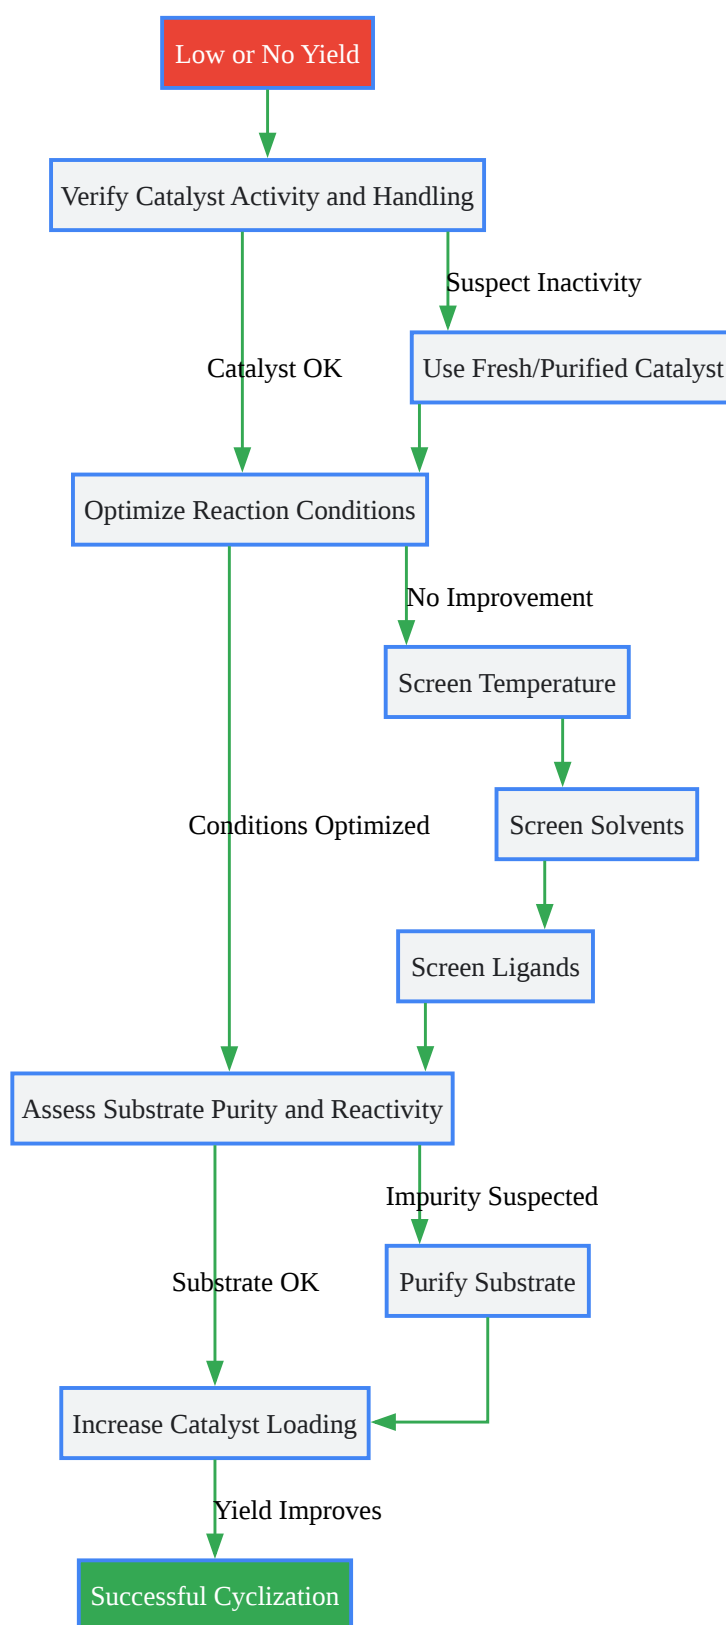 Low or No Yield
Verify Catalyst Activity and Handling
Suspect Inactivity
Catalyst OK
Use Fresh/Purified Catalyst
Optimize Reaction Conditions
No Improvement
Screen Temperature
Conditions Optimized
Screen Solvents
Screen Ligands
Assess Substrate Purity and Reactivity
Impurity Suspected
Substrate OK
Purify Substrate
Increase Catalyst Loading
Yield Improves
Successful Cyclization